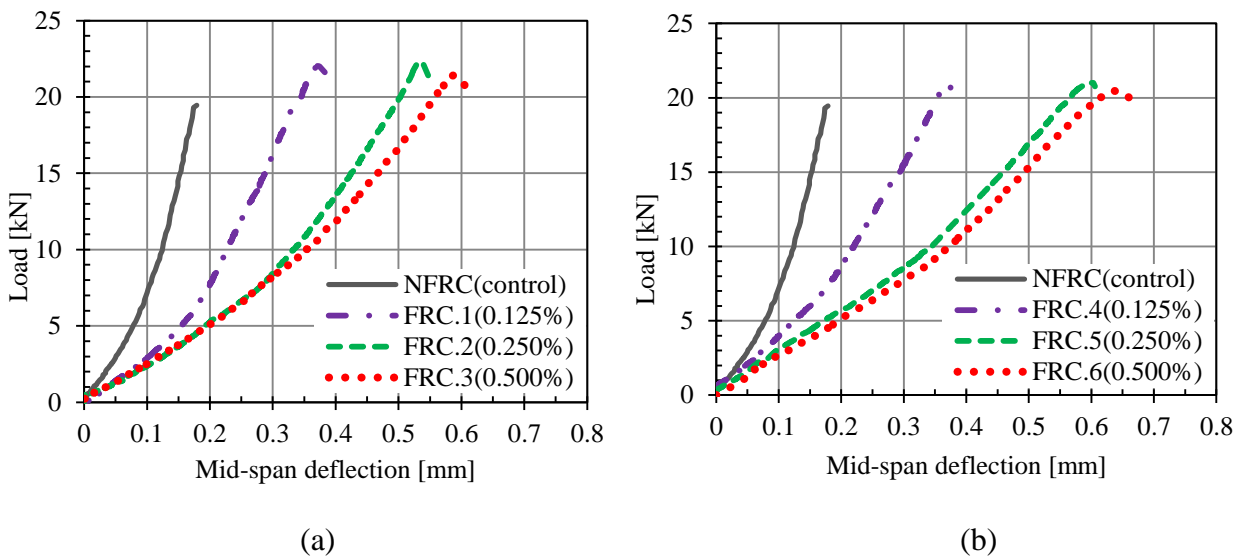 25
20
15
10
5
0
Load [kN]
NFRC(control)
FRC.1(0.125%)
FRC.2(0.250%)
FRC.3(0.500%)
0 0.1 0.2 0.3 0.4 0.5 0.6 0.7 0.8
Mid-span deflection [mm]
(a)
25
20
15
10
5
0
Load [kN]
NFRC(control)
FRC.4(0.125%)
FRC.5(0.250%)
FRC.6(0.500%)
0 0.1 0.2 0.3 0.4 0.5 0.6 0.7 0.8
Mid-span deflection [mm]
(b)